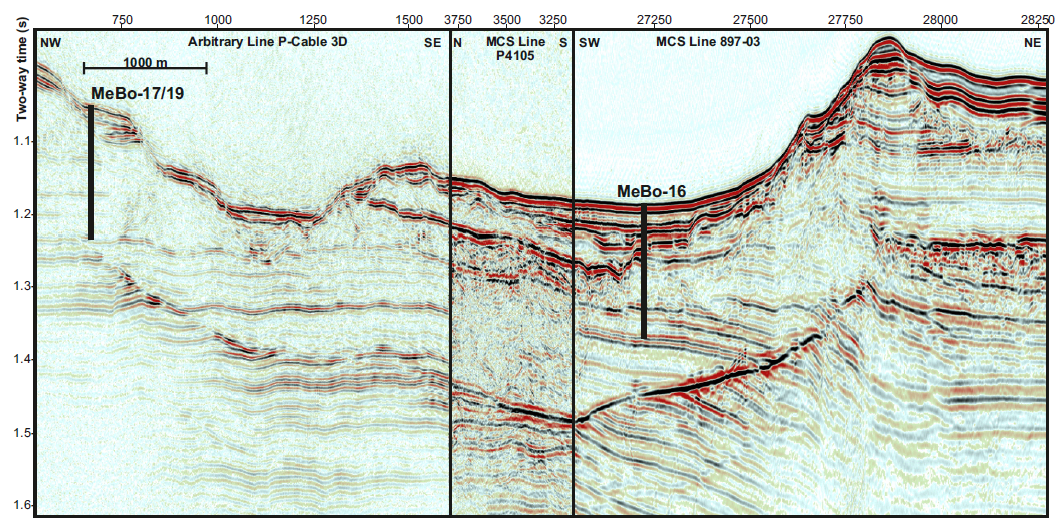 750 1000 1250 1500 3750 3500 3250 27250 27500 27750 28000 28250
Two-way time (s)
NW Arbitrary Line P-Cable 3D SE N MCS Line S SW MCS Line 897-03 NE
P4105
1000 m
MeBo-17/19
1.1
MeBo-16
1.2
1.3
1.4
1.5
1.6